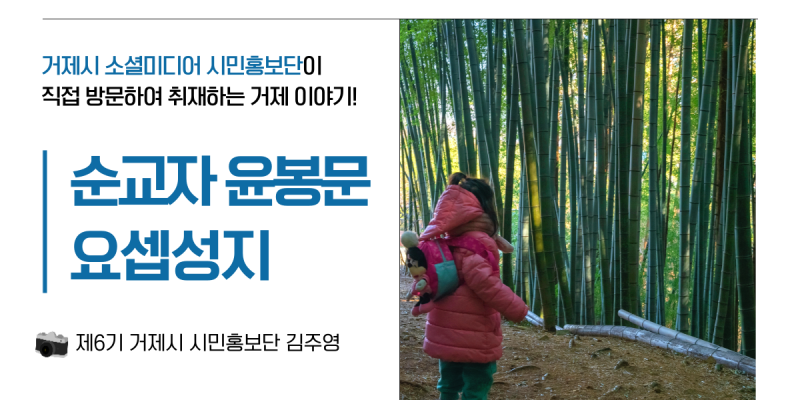 거제시 소셜미디어 시민홍보단이
직접 방문하여 취재하는 거제 이야기!
순교자 윤봉문
요셉성지
제6기 거제시 시민홍보단 김주영